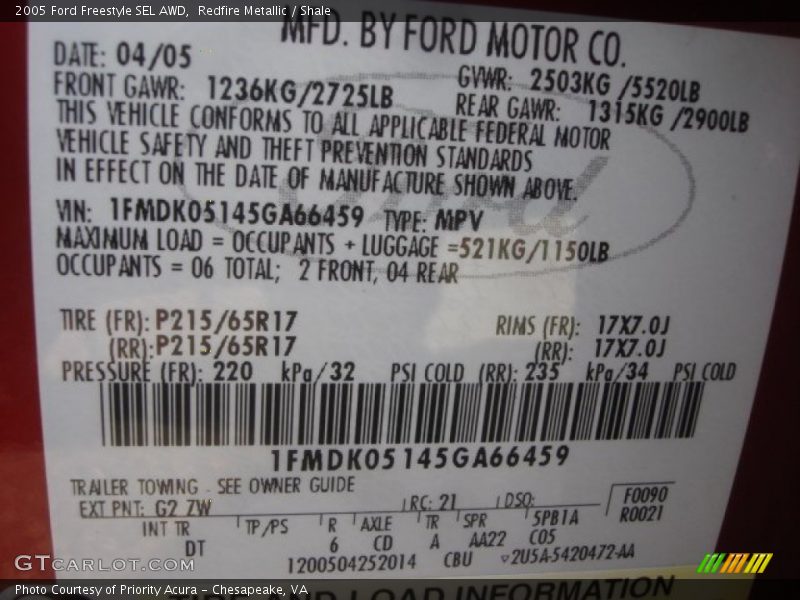 2005 Ford Freestyle SEL AWD,  Redfire Metallic / Shale
MFD. BY FORD MOTOR CO.
DATE: 04/05
GVWR: 2503KG /5520LB
FRONT GAWR: 1236KG/2725LB
REAR GAWR: 1315KG /2900LB
THIS VEHICLE CONFORMS TO ALL APPLICABLE FEDERAL MOTOR
VEHICLE SAFETY AND THEFT PREVENTION STANDARDS
IN EFFECT ON THE DATE OF MANUFACTURE SHOWN ABOVE.
VIN: 1FMDK05145GA66459 TYPE: MPV
MAXIMUM LOAD = OCCUPANTS + LUGGAGE =521KG/1150LB
OCCUPANTS = 06 TOTAL; 2 FRONT, 04 REAR
TIRE (FR): P215/65R17 RIMS (FR): 17X7.0J
(RR): P215/65R17 (RR): 17X7.0J
PRESSURE (FR): 220 kPa/32 PSI COLD (RR): 235 kPa/34 PSI COLD
1FMDK05145GA66459
TRAILER TOWING . SEE OWNER GUIDE
EXT PNT: G2 ZW RC: 21 DSO: F0090
R0021
INT TR TP/PS R AXLE TR SPR 5PB1A
DT 6 CD A AA22 C05
1200504252014 CBU ▽2U5A-5420472-AA
GTCARLOT.COM
TIRE AND LOAD INFORMATION
Photo Courtesy of Priority Acura – Chesapeake, VA